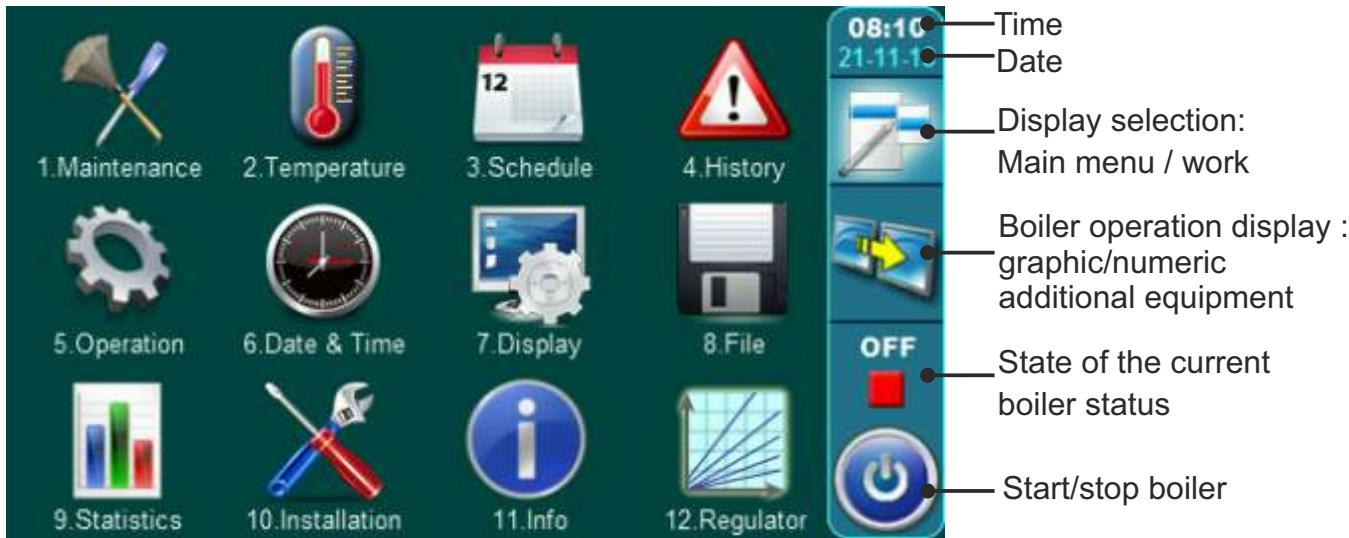 1.Maintenance
2.Temperature
12
3.Schedule
4.History
5.Operation
6.Date & Time
7.Display
8.File
9.Statistics
10.Installation
11.Info
12.Regulator
08:10
OFF
Time
Date
Display selection:
Main menu / work
Boiler operation display :
graphic/numeric
additional equipment
State of the current
boiler status
Start/stop boiler